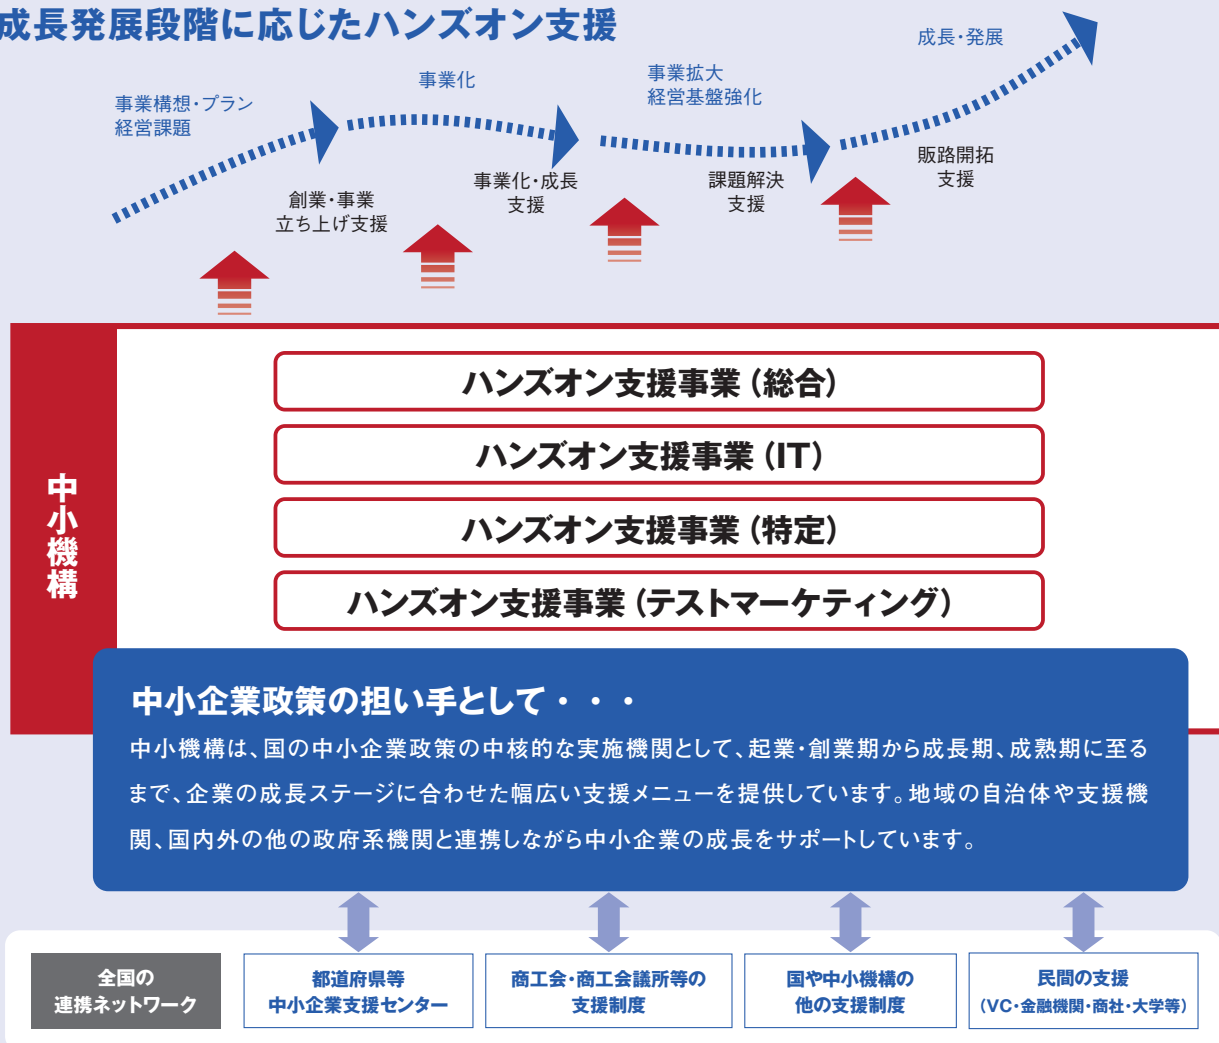 成長発展段階に応じたハンズオン支援
事業構想・プラン
経営課題
事業化
事業拡大
経営基盤強化
成長・発展
創業・事業
立ち上げ支援
事業化・成長
支援
課題解決
支援
販路開拓
支援
中小機構
ハンズオン支援事業（総合）
ハンズオン支援事業（IT）
ハンズオン支援事業（特定）
ハンズオン支援事業（テストマーケティング）
中小企業政策の担い手として・・・
中小機構は、国の中小企業政策の中核的な実施機関として、起業・創業期から成長期、成熟期に至る
まで、企業の成長ステージに合わせた幅広い支援メニューを提供しています。地域の自治体や支援機
関、国内外の他の政府系機関と連携しながら中小企業の成長をサポートしています。
全国の
連携ネットワーク
都道府県等
中小企業支援センター
商工会・商工会議所等の
支援制度
国や中小機構の
他の支援制度
民間の支援
（VC・金融機関・商社・大学等）